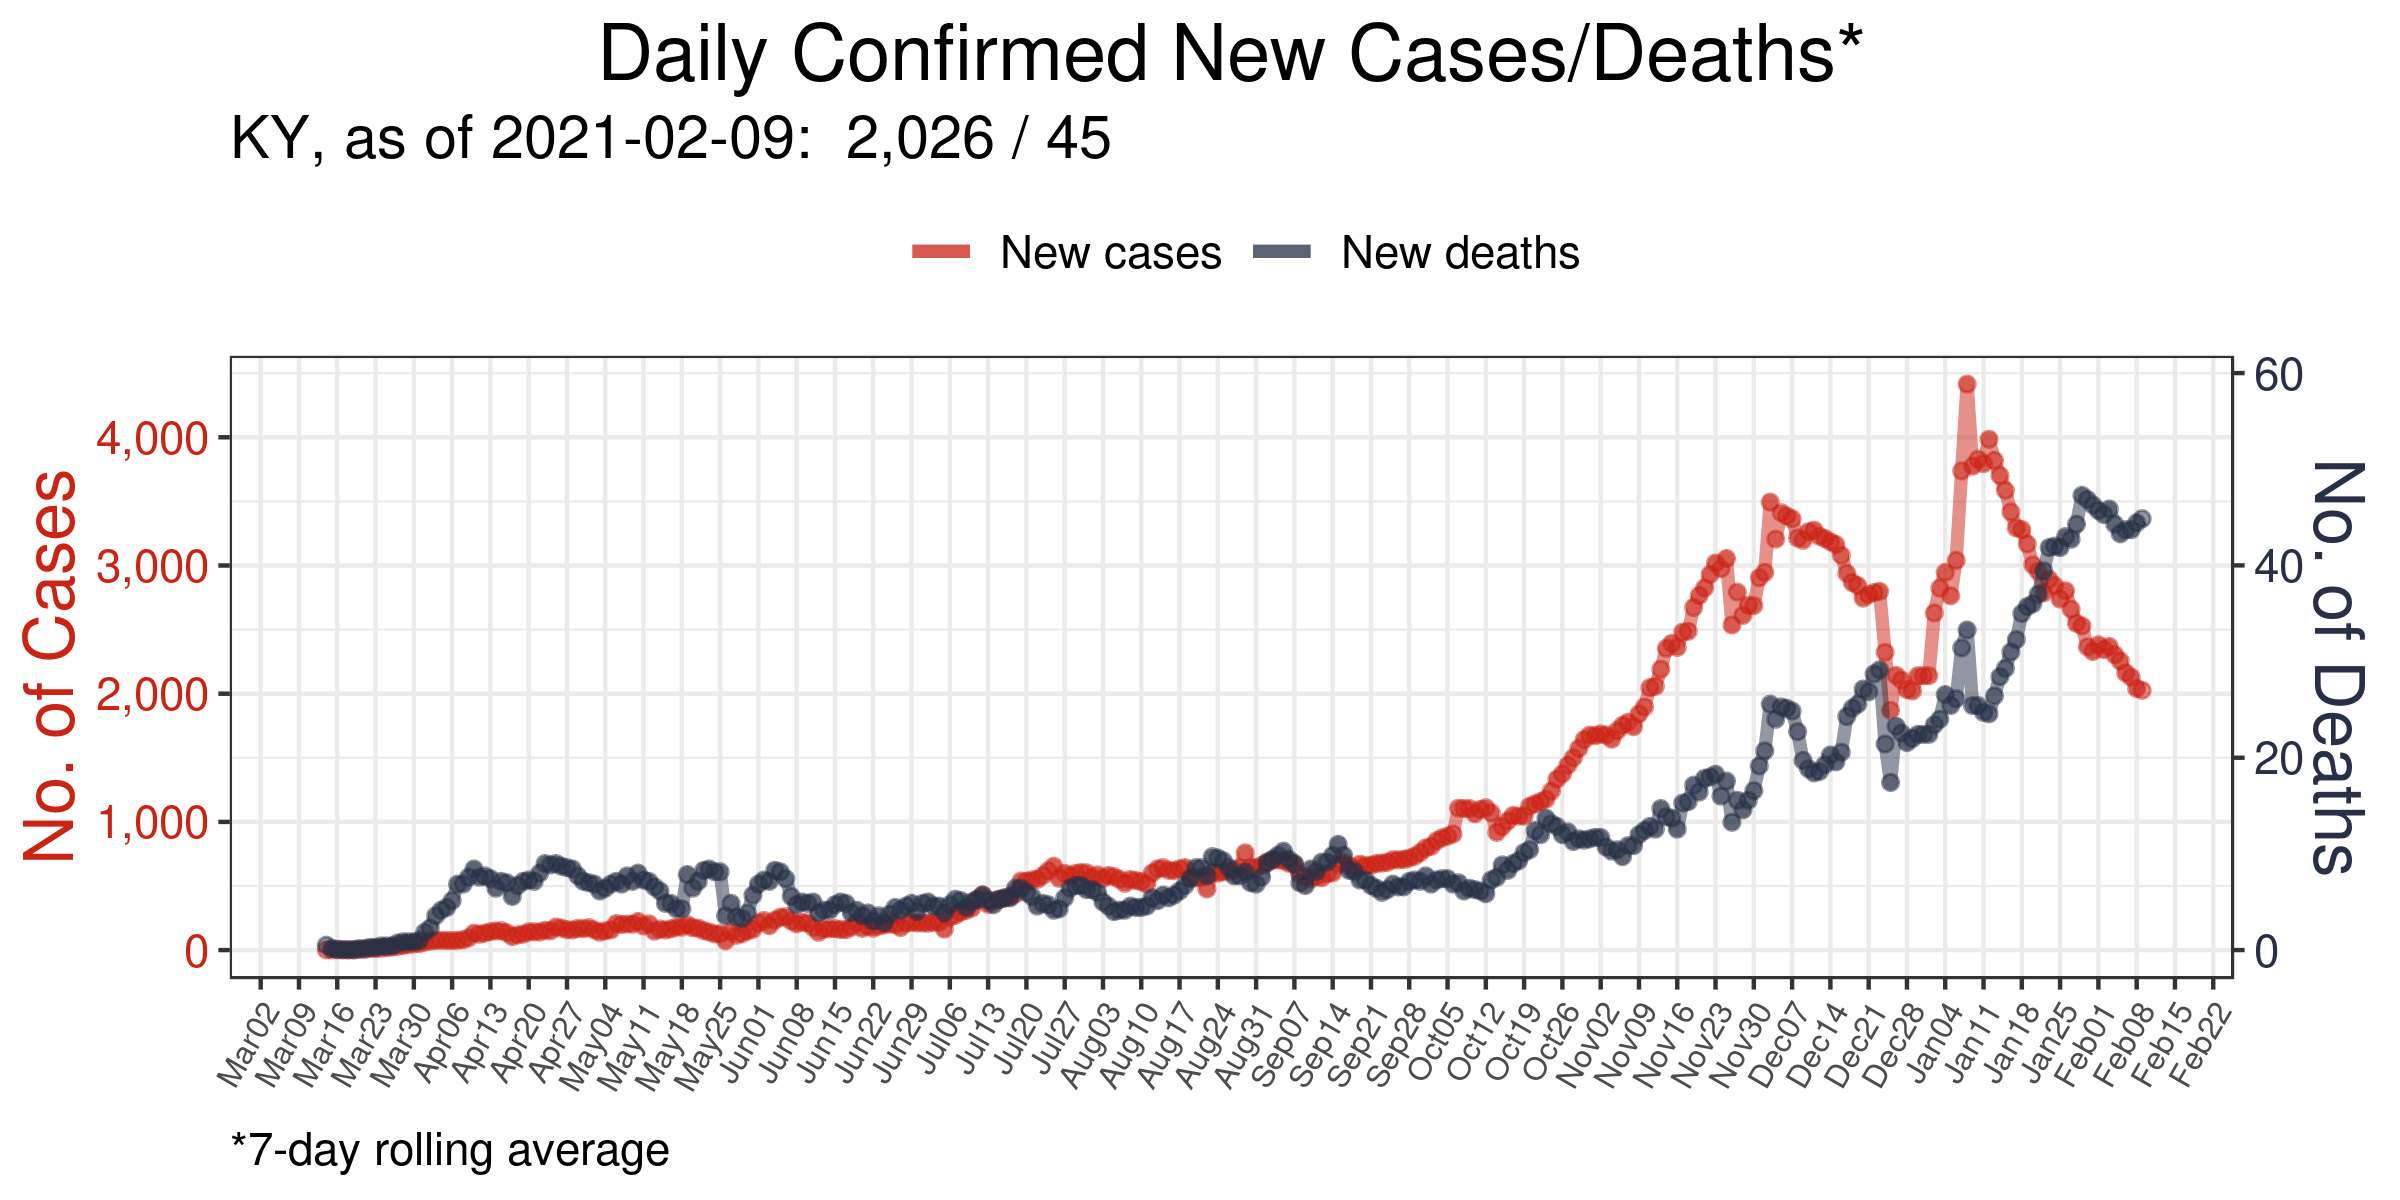 Daily Confirmed New Cases/Deaths*
KY, as of 2021-02-09:  2,026 / 45
New cases
New deaths
No. of Cases
4,000
3,000
2,000
1,000
0
60
40
20
0
No. of Deaths
Mar02
Mar09
Mar16
Mar23
Mar30
Apr06
Apr13
Apr20
Apr27
May04
May11
May18
May25
Jun01
Jun08
Jun15
Jun22
Jun29
Jul06
Jul13
Jul20
Jul27
Aug03
Aug10
Aug17
Aug24
Aug31
Sep07
Sep14
Sep21
Sep28
Oct05
Oct12
Oct19
Oct26
Nov02
Nov09
Nov16
Nov23
Nov30
Dec07
Dec14
Dec21
Dec28
Jan04
Jan11
Jan18
Jan25
Feb01
Feb08
Feb15
Feb22
*7-day rolling average